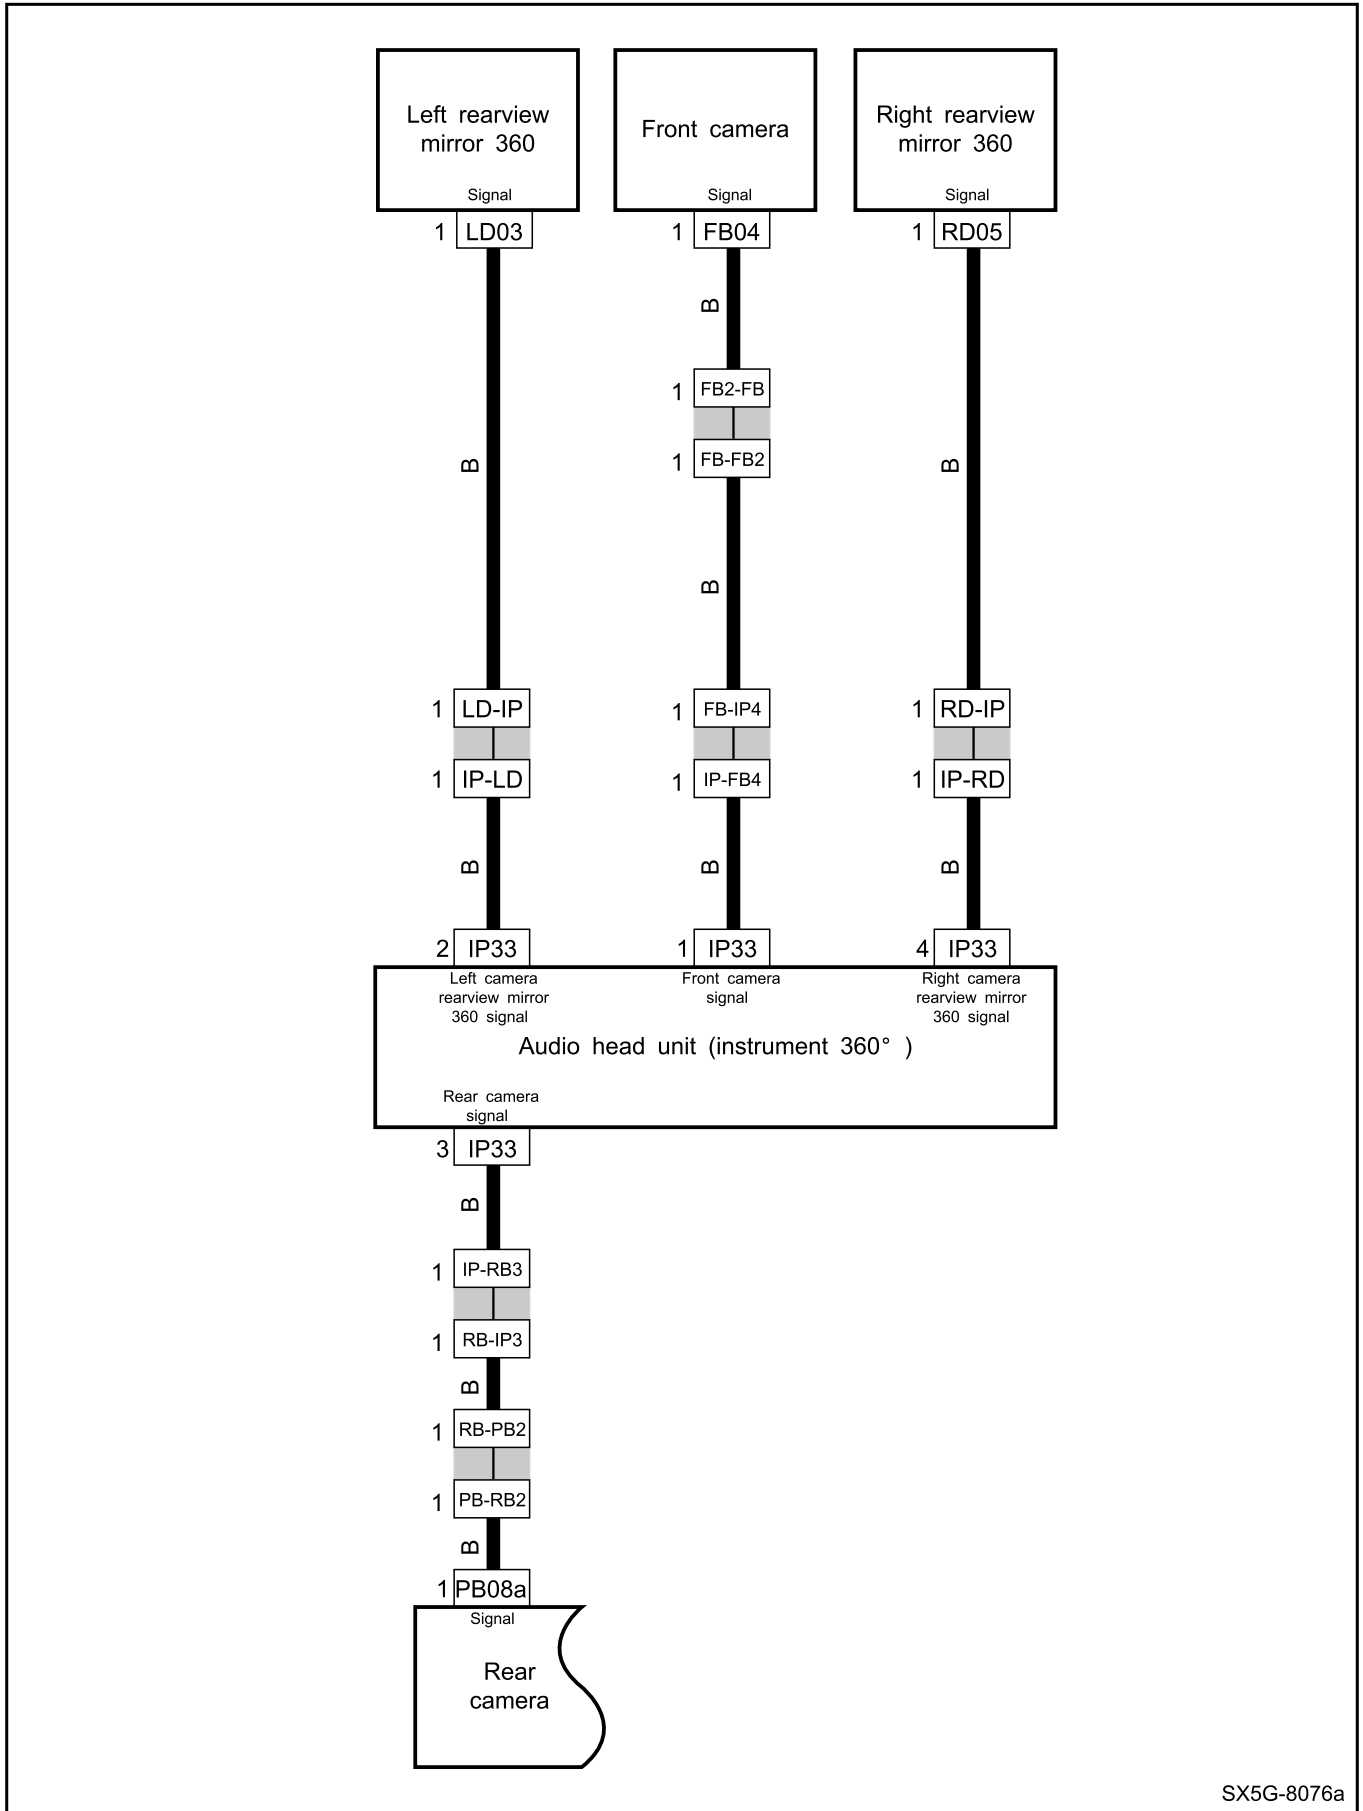 Left rearview
mirror 360
Signal
Front camera
Signal
Right rearview
mirror 360
Signal
1 LD03
1 FB04
1 RD05
B
1 FB2-FB
1 FB-FB2
B
B
B
1 LD-IP
1 FB-IP4
1 RD-IP
1 IP-LD
1 IP-FB4
1 IP-RD
B
B
B
2 IP33
1 IP33
4 IP33
Left camera
rearview mirror
360 signal
Front camera
signal
Right camera
rearview mirror
360 signal
Audio head unit (instrument 360° )
Rear camera
signal
3 IP33
B
1 IP-RB3
1 RB-IP3
B
1 RB-PB2
1 PB-RB2
B
1 PB08a
Signal
Rear
camera
SX5G-8076a